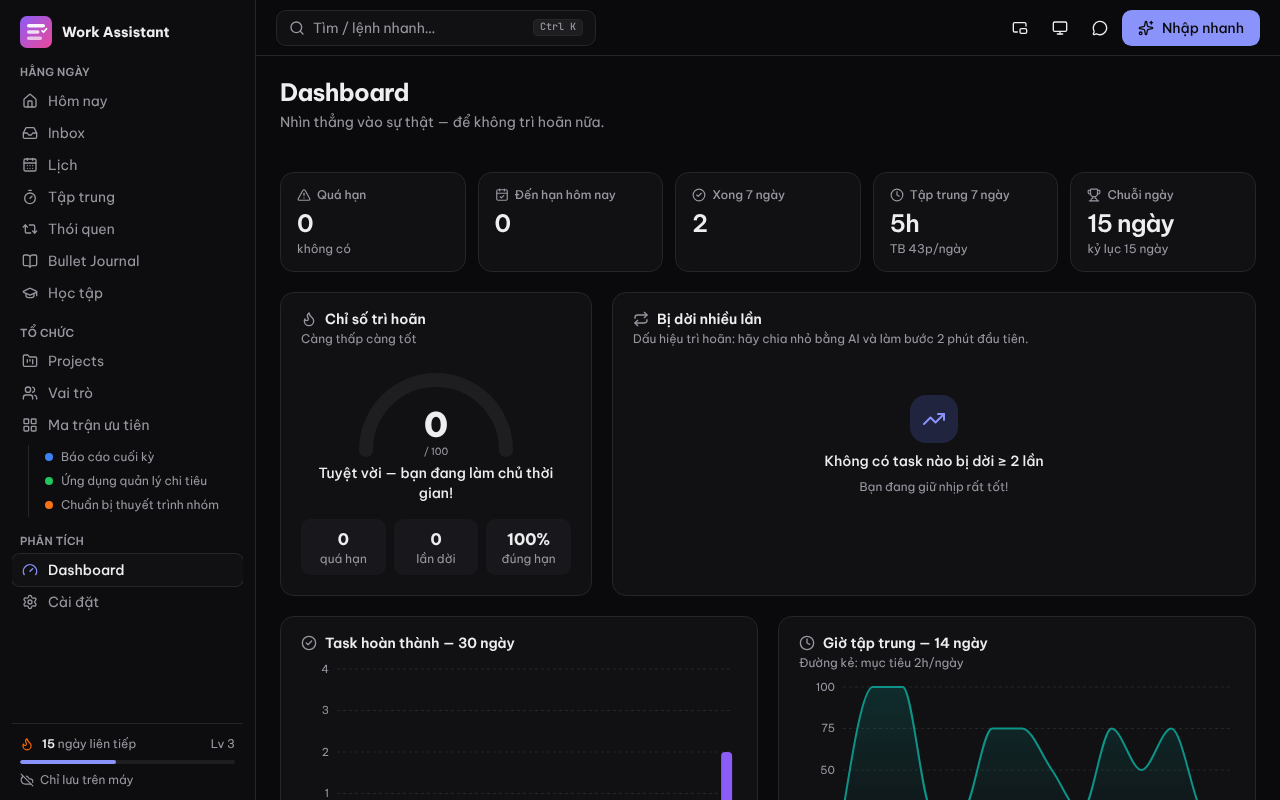 Work Assistant
HẰNG NGÀY
Hôm nay
Inbox
Lịch
Tập trung
Thói quen
Bullet Journal
Học tập
TỔ CHỨC
Projects
Vai trò
Ma trận ưu tiên
Báo cáo cuối kỳ
Ứng dụng quản lý chi tiêu
Chuẩn bị thuyết trình nhóm
PHÂN TÍCH
Dashboard
Cài đặt
15 ngày liên tiếp Lv 3
Chỉ lưu trên máy
Tìm / lệnh nhanh... Ctrl K
Nhập nhanh
Dashboard
Nhìn thẳng vào sự thật — để không trì hoãn nữa.
Quá hạn
0
không có
Đến hạn hôm nay
0
Xong 7 ngày
2
Tập trung 7 ngày
5h
TB 43p/ngày
Chuỗi ngày
15 ngày
kỷ lục 15 ngày
Chỉ số trì hoãn
Càng thấp càng tốt
0
/ 100
Tuyệt vời — bạn đang làm chủ thời
gian!
0
quá hạn
0
lần dời
100%
đúng hạn
Bị dời nhiều lần
Dấu hiệu trì hoãn: hãy chia nhỏ bằng AI và làm bước 2 phút đầu tiên.
Không có task nào bị dời ≥ 2 lần
Bạn đang giữ nhịp rất tốt!
Task hoàn thành — 30 ngày
4
3
2
1
Giờ tập trung — 14 ngày
Đường kẻ: mục tiêu 2h/ngày
100
75
50